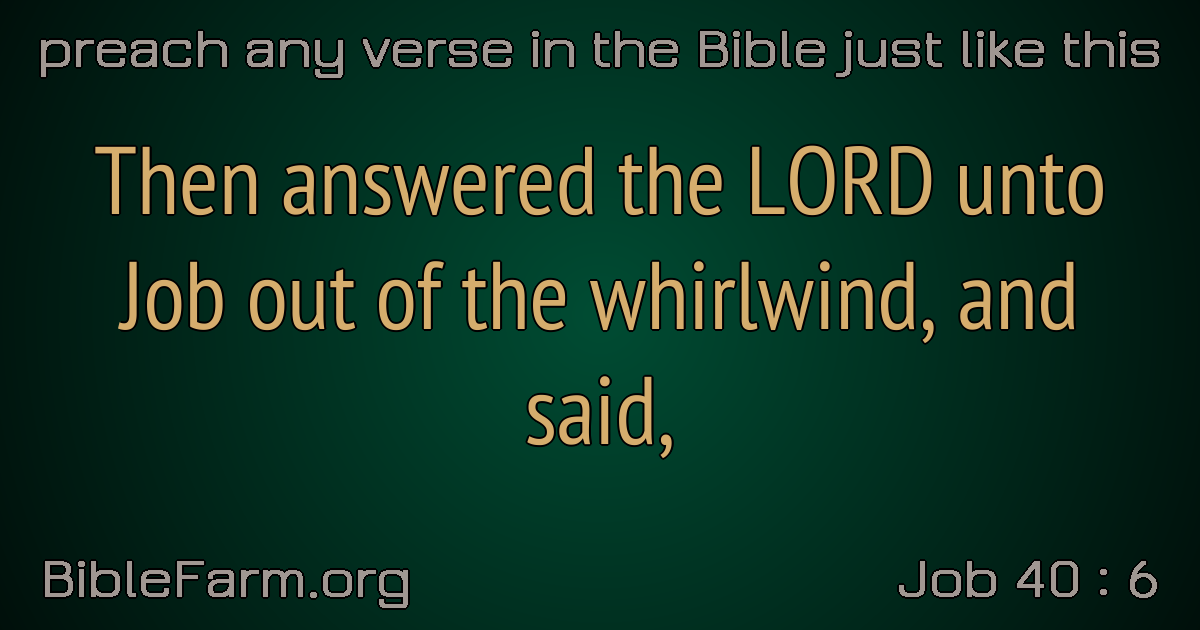 preach any verse in the Bible just like this
Then answered the LORD unto
Job out of the whirlwind, and
said,
BibleFarm.org
Job 40 : 6